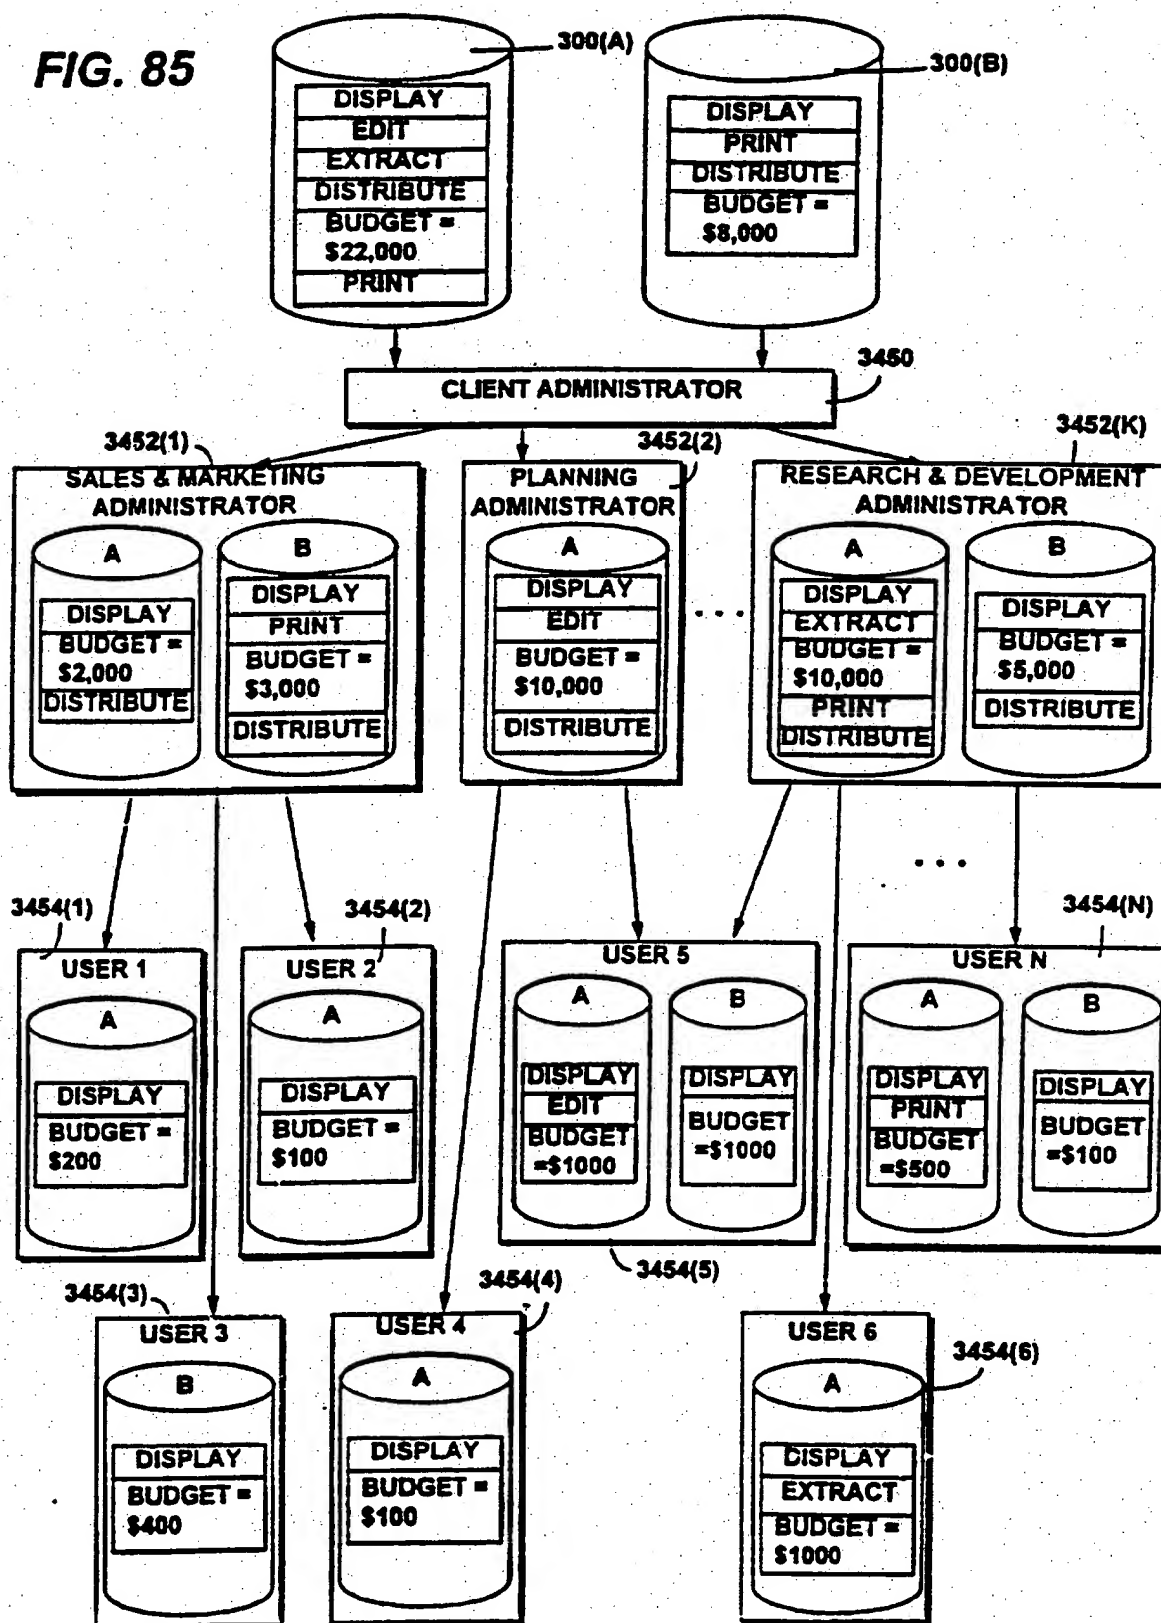 FIG. 85
300(A)
DISPLAY
EDIT
EXTRACT
DISTRIBUTE
BUDGET =
$22,000
PRINT
300(B)
DISPLAY
PRINT
DISTRIBUTE
BUDGET =
$8,000
CLIENT ADMINISTRATOR
3450
3452(1)
SALES & MARKETING
ADMINISTRATOR
A
DISPLAY
BUDGET =
$2,000
DISTRIBUTE
B
DISPLAY
PRINT
BUDGET =
$3,000
DISTRIBUTE
3452(2)
PLANNING
ADMINISTRATOR
A
DISPLAY
EDIT
BUDGET =
$10,000
DISTRIBUTE
. . .
3452(K)
RESEARCH & DEVELOPMENT
ADMINISTRATOR
A
DISPLAY
EXTRACT
BUDGET =
$10,000
PRINT
DISTRIBUTE
B
DISPLAY
BUDGET =
$5,000
DISTRIBUTE
. . .
3454(1)
USER 1
A
DISPLAY
BUDGET =
$200
3454(2)
USER 2
A
DISPLAY
BUDGET =
$100
USER 5
A
DISPLAY
EDIT
BUDGET
=$1000
B
DISPLAY
BUDGET
=$1000
3454(5)
3454(N)
USER N
A
DISPLAY
PRINT
BUDGET
=$500
B
DISPLAY
BUDGET
=$100
3454(3)
USER 3
B
DISPLAY
BUDGET =
$400
3454(4)
USER 4
A
DISPLAY
BUDGET =
$100
USER 6
3454(6)
A
DISPLAY
EXTRACT
BUDGET =
$1000